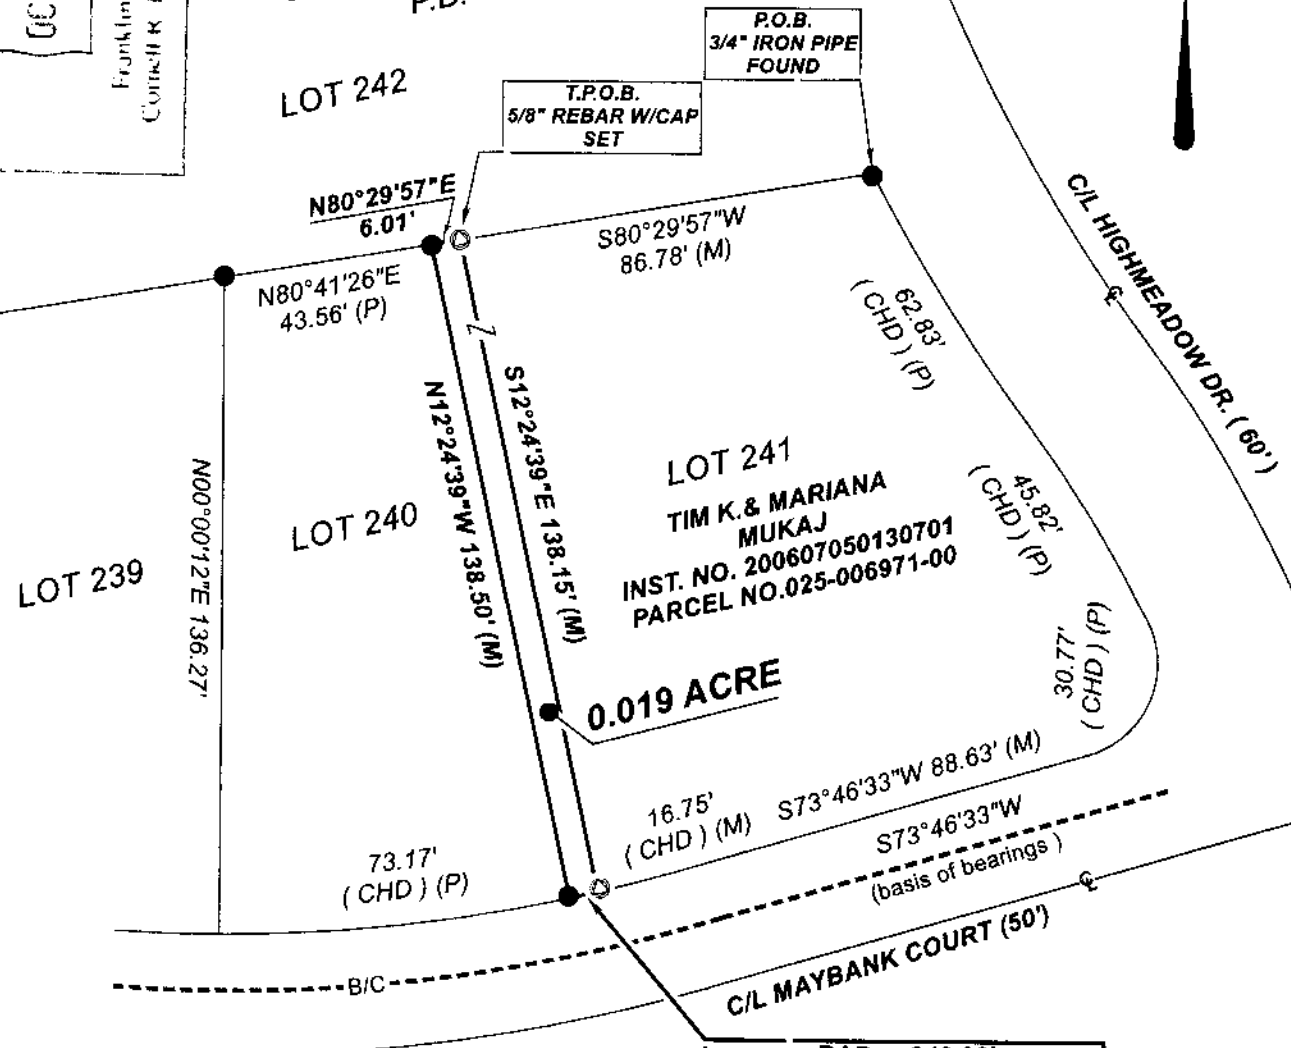 P.O.B.
3/4" IRON PIPE
FOUND
LOT 242
T.P.O.B.
5/8" REBAR W/CAP
SET
N80°29'57"E
6.01'
S80°29'57"W
86.78' (M)
N80°41'26"E
43.56' (P)
C/L HIGHMEADOW DR. ( 60' )
62.83'
( CHD ) (P)
N12°24'39"W 138.50' (M)
S12°24'39"E 138.15' (M)
N00°00'12"E 136.27'
LOT 239
LOT 240
LOT 241
TIM K.& MARIANA
MUKAJ
INST. NO. 200607050130701
PARCEL NO.025-006971-00
45.82'
( CHD ) (P)
30.77'
( CHD ) (P)
0.019 ACRE
73.17'
( CHD ) (P)
16.75'
( CHD ) (M)
S73°46'33"W 88.63' (M)
S73°46'33"W
(basis of bearings )
B/C
C/L MAYBANK COURT (50')